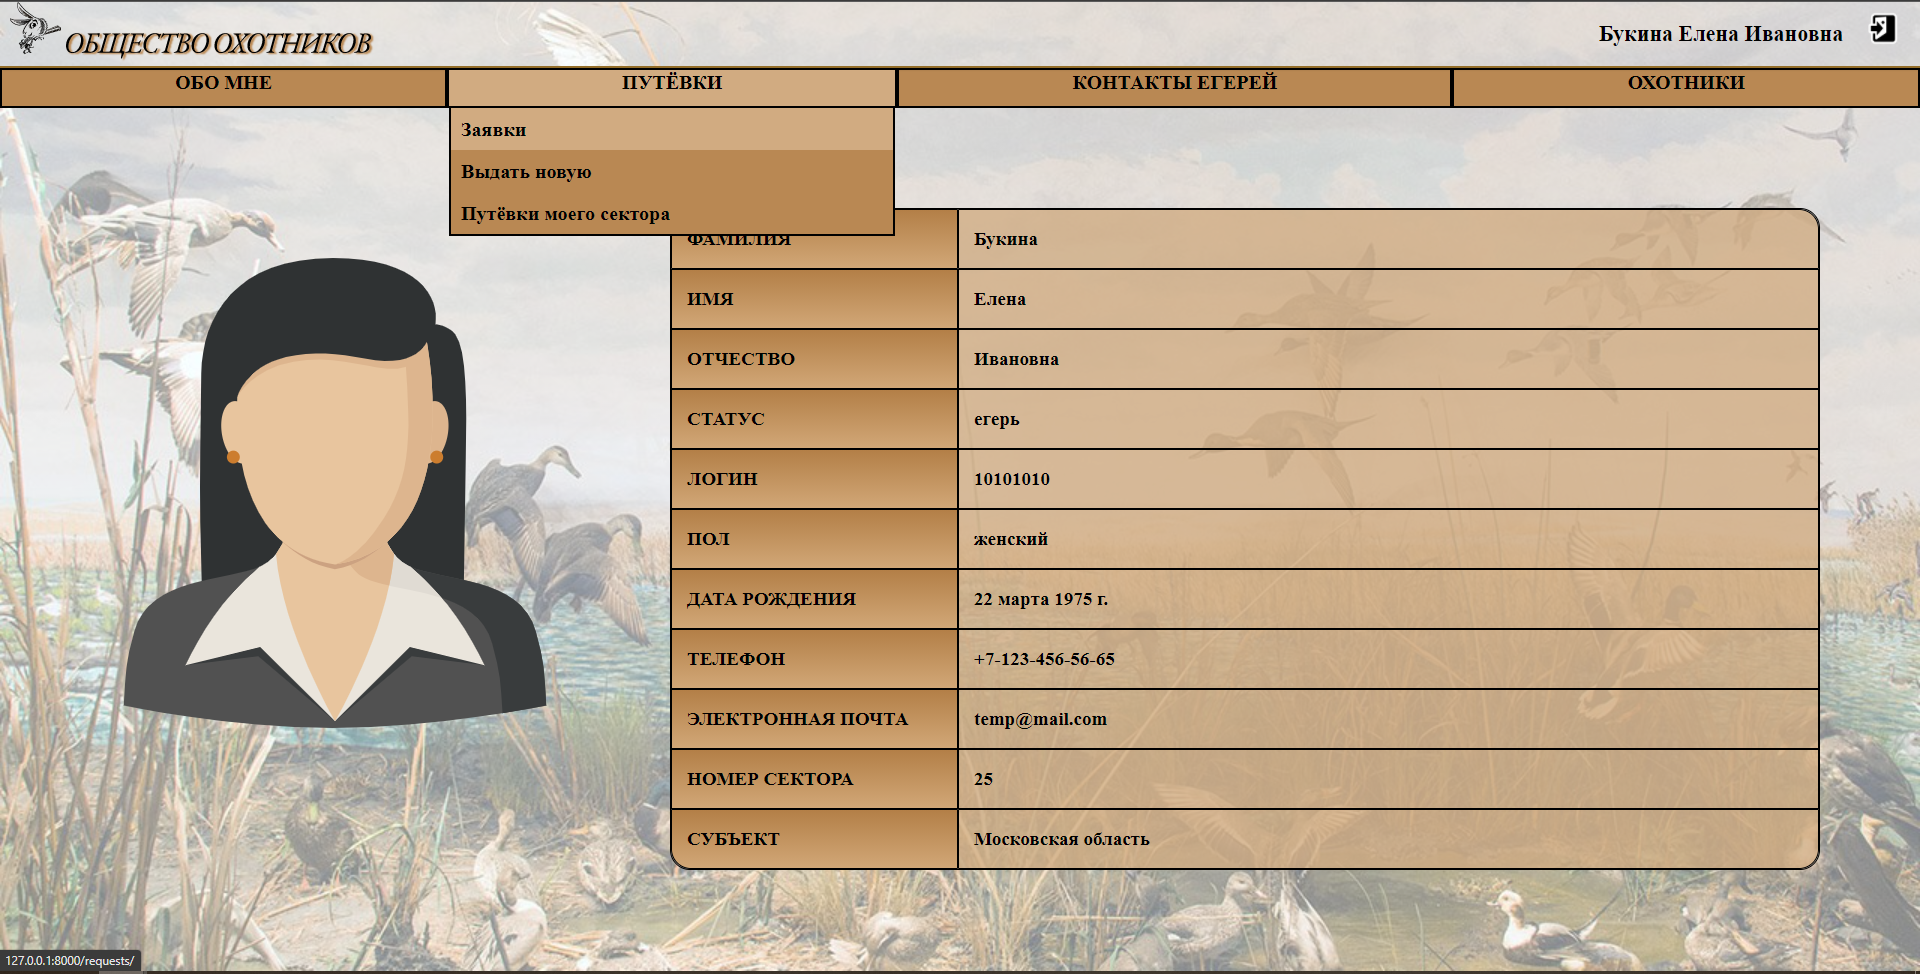 ОБЩЕСТВО ОХОТНИКОВ
Букина Елена Ивановна
ОБО МНЕ
ПУТЁВКИ
КОНТАКТЫ ЕГЕРЕЙ
ОХОТНИКИ
Заявки
Выдать новую
Путёвки моего сектора
ФАМИЛИЯ Букина
ИМЯ Елена
ОТЧЕСТВО Ивановна
СТАТУС егерь
ЛОГИН 10101010
ПОЛ женский
ДАТА РОЖДЕНИЯ 22 марта 1975 г.
ТЕЛЕФОН +7-123-456-56-65
ЭЛЕКТРОННАЯ ПОЧТА temp@mail.com
НОМЕР СЕКТОРА 25
СУБЪЕКТ Московская область
127.0.0.1:8000/requests/